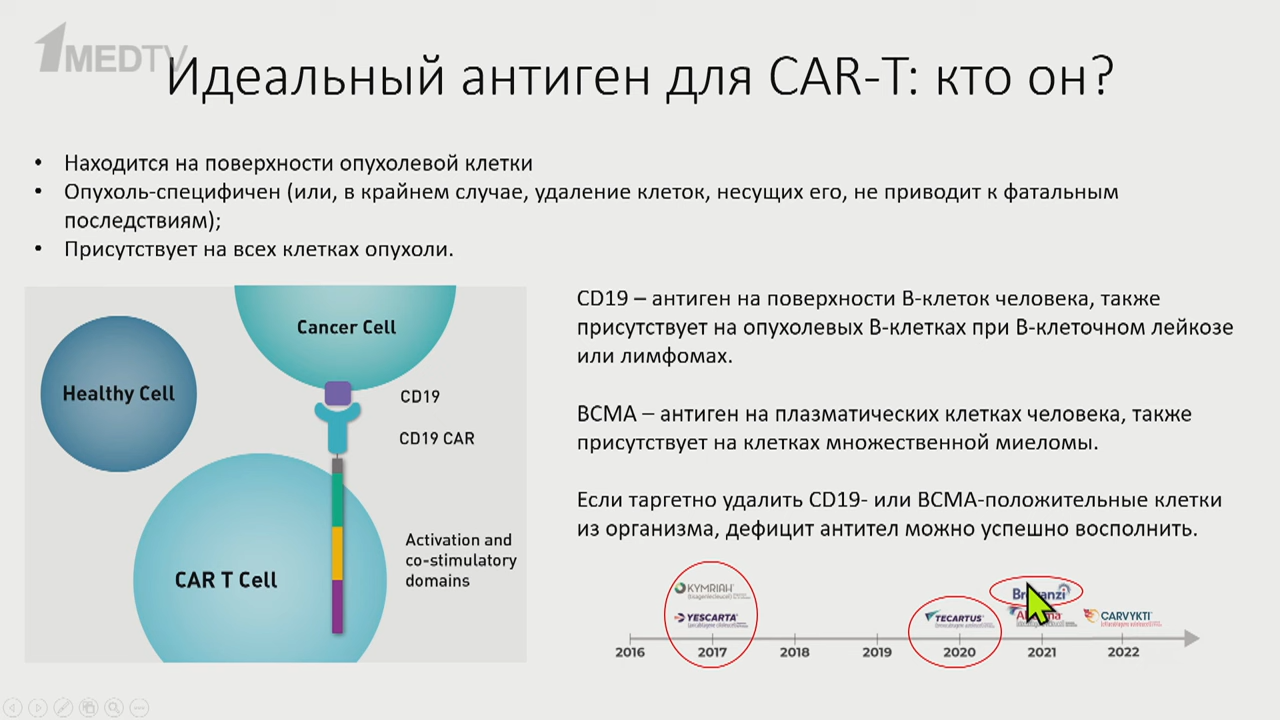 1MEDTV
Идеальный антиген для CAR-T: кто он?
• Находится на поверхности опухолевой клетки
• Опухоль-специфичен (или, в крайнем случае, удаление клеток, несущих его, не приводит к фатальным
последствиям);
• Присутствует на всех клетках опухоли.
Healthy Cell
Cancer Cell
CD19
CD19 CAR
CAR T Cell
Activation and
co-stimulatory
domains
CD19 – антиген на поверхности В-клеток человека, также
присутствует на опухолевых В-клетках при В-клеточном лейкозе
или лимфомах.
BCMA – антиген на плазматических клетках человека, также
присутствует на клетках множественной миеломы.
Если таргетно удалить CD19- или BCMA-положительные клетки
из организма, дефицит антител можно успешно восполнить.
KYMRIAH
(tisagenlecleucel)
YESCARTA
TECARTUS
CARVYKTI
2016 2017 2018 2019 2020 2021 2022